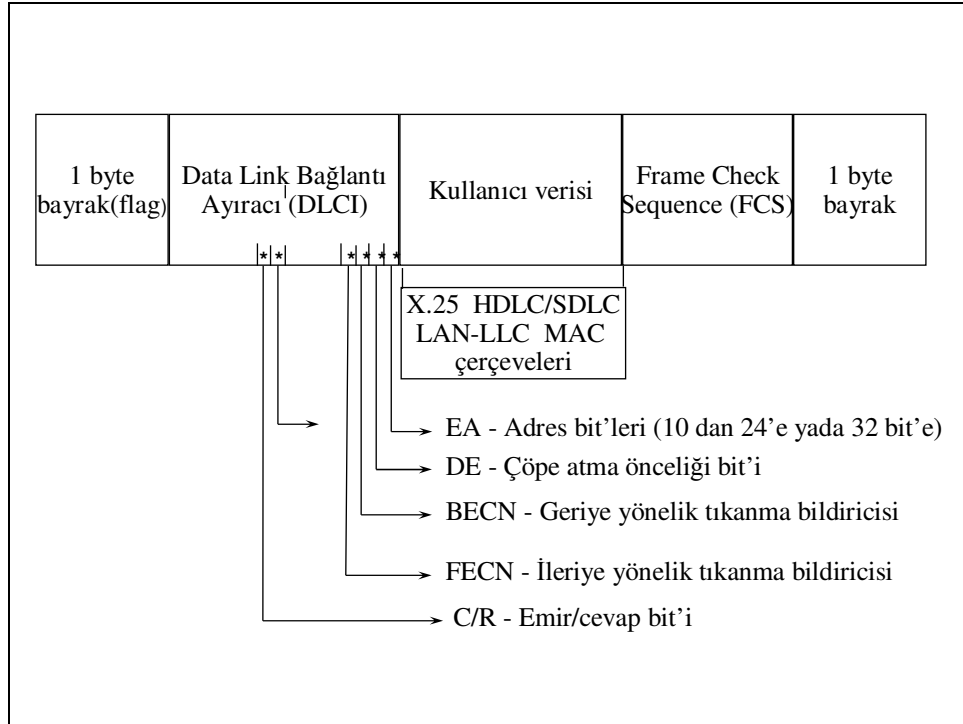 1 byte
bayrak(flag)
Data Link Bağlantı
Ayıracı (DLCI)
Kullanıcı verisi
Frame Check
Sequence (FCS)
1 byte
bayrak
* * * * * *
X.25 HDLC/SDLC
LAN-LLC MAC
çerçeveleri
EA - Adres bit’leri (10 dan 24’e yada 32 bit’e)
DE - Çöpe atma önceliği bit’i
BECN - Geriye yönelik tıkanma bildiricisi
FECN - İleriye yönelik tıkanma bildiricisi
C/R - Emir/cevap bit’i